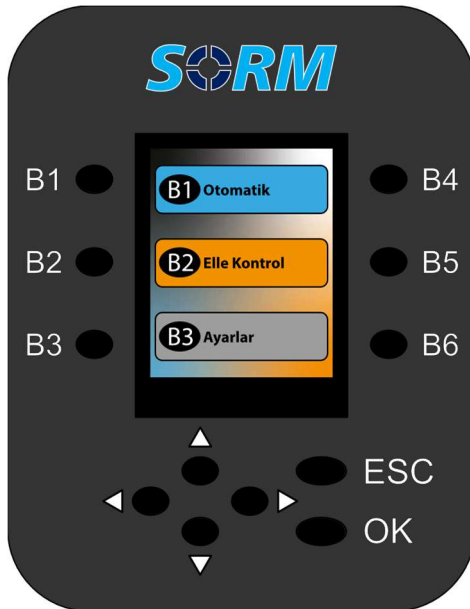 SORM
B1 B1 Otomatik B4
B2 B2 Elle Kontrol B5
B3 B3 Ayarlar B6
ESC
OK